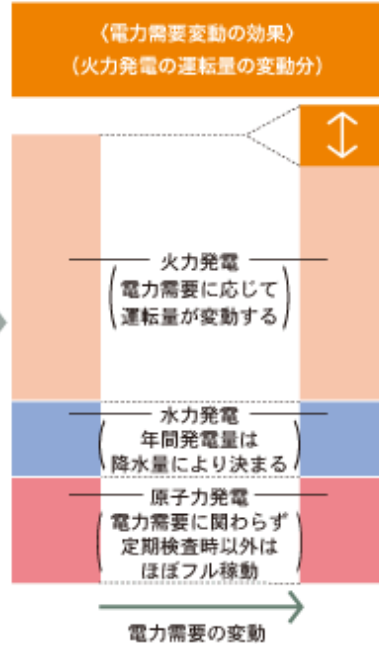 〈電力需要変動の効果〉
（火力発電の運転量の変動分）
火力発電
（電力需要に応じて
運転量が変動する）
水力発電
（年間発電量は
降水量により決まる）
原子力発電
（電力需要に関わらず
定期検査時以外は
ほぼフル稼動）
電力需要の変動